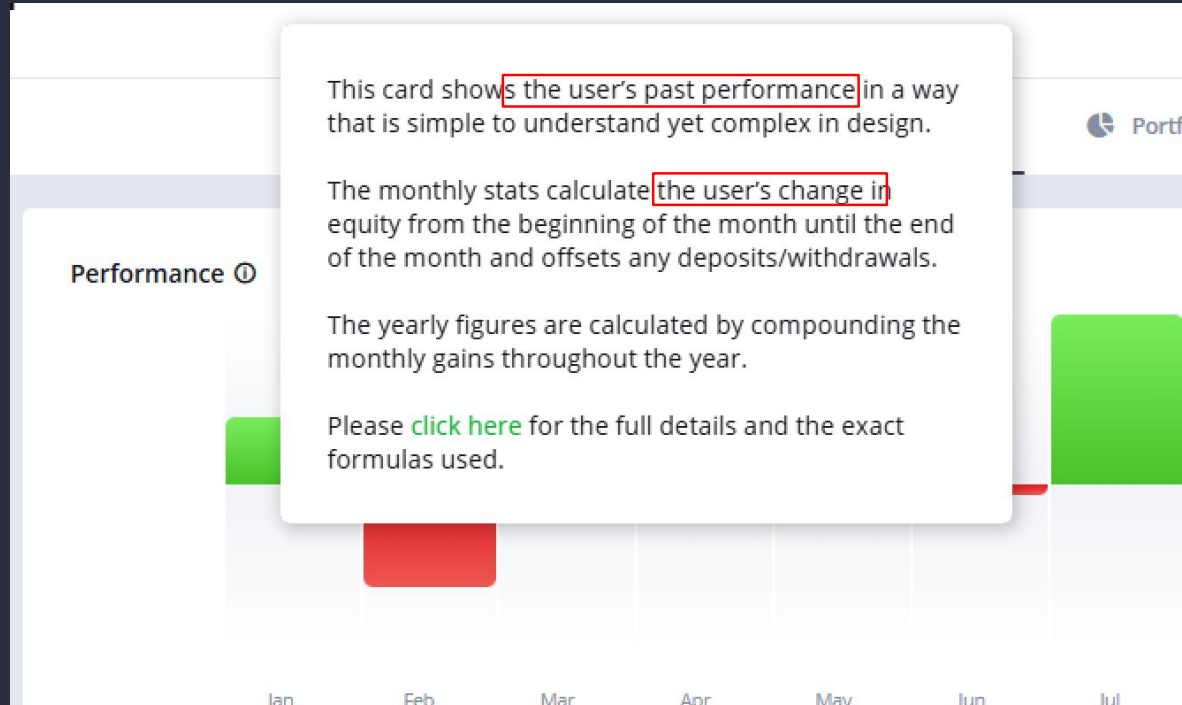 This card shows the user's past performance in a way
that is simple to understand yet complex in design.
The monthly stats calculate the user's change in
equity from the beginning of the month until the end
of the month and offsets any deposits/withdrawals.
The yearly figures are calculated by compounding the
monthly gains throughout the year.
Please click here for the full details and the exact
formulas used.
Portf
Performance
Jan Feb Mar Apr May Jun Jul